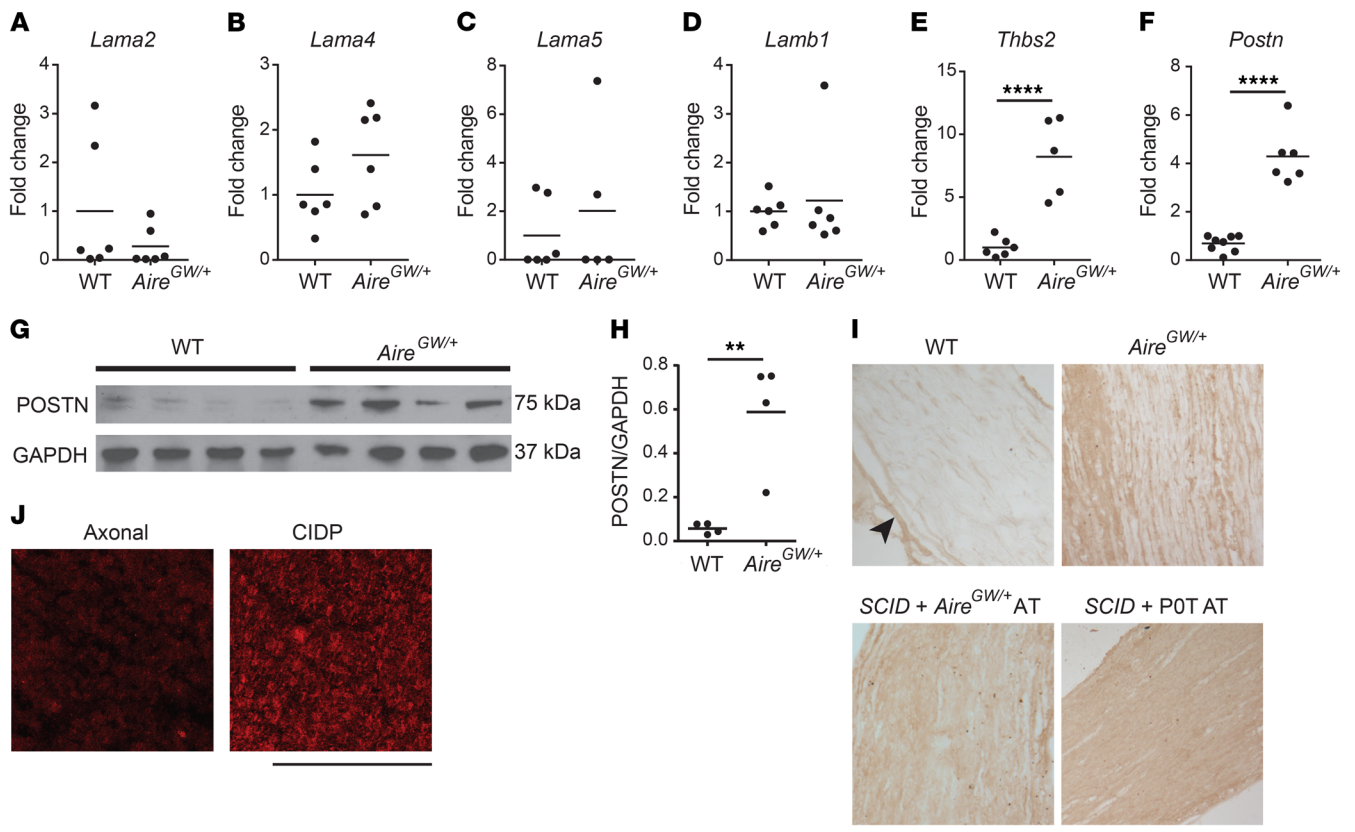 A
Lama2
Fold change
4
3
2
1
0
WT
Aire^GW/+
B
Lama4
Fold change
3
2
1
0
WT
Aire^GW/+
C
Lama5
Fold change
8
6
4
2
0
WT
Aire^GW/+
D
Lamb1
Fold change
4
3
2
1
0
WT
Aire^GW/+
E
Thbs2
Fold change
15
10
5
0
****
WT
Aire^GW/+
F
Postn
Fold change
8
6
4
2
0
****
WT
Aire^GW/+
G
WT
Aire^GW/+
POSTN
75 kDa
GAPDH
37 kDa
H
POSTN/GAPDH
0.8
0.6
0.4
0.2
0.0
**
WT
Aire^GW/+
I
WT
Aire^GW/+
SCID + Aire^GW/+ AT
SCID + P0T AT
J
Axonal
CIDP